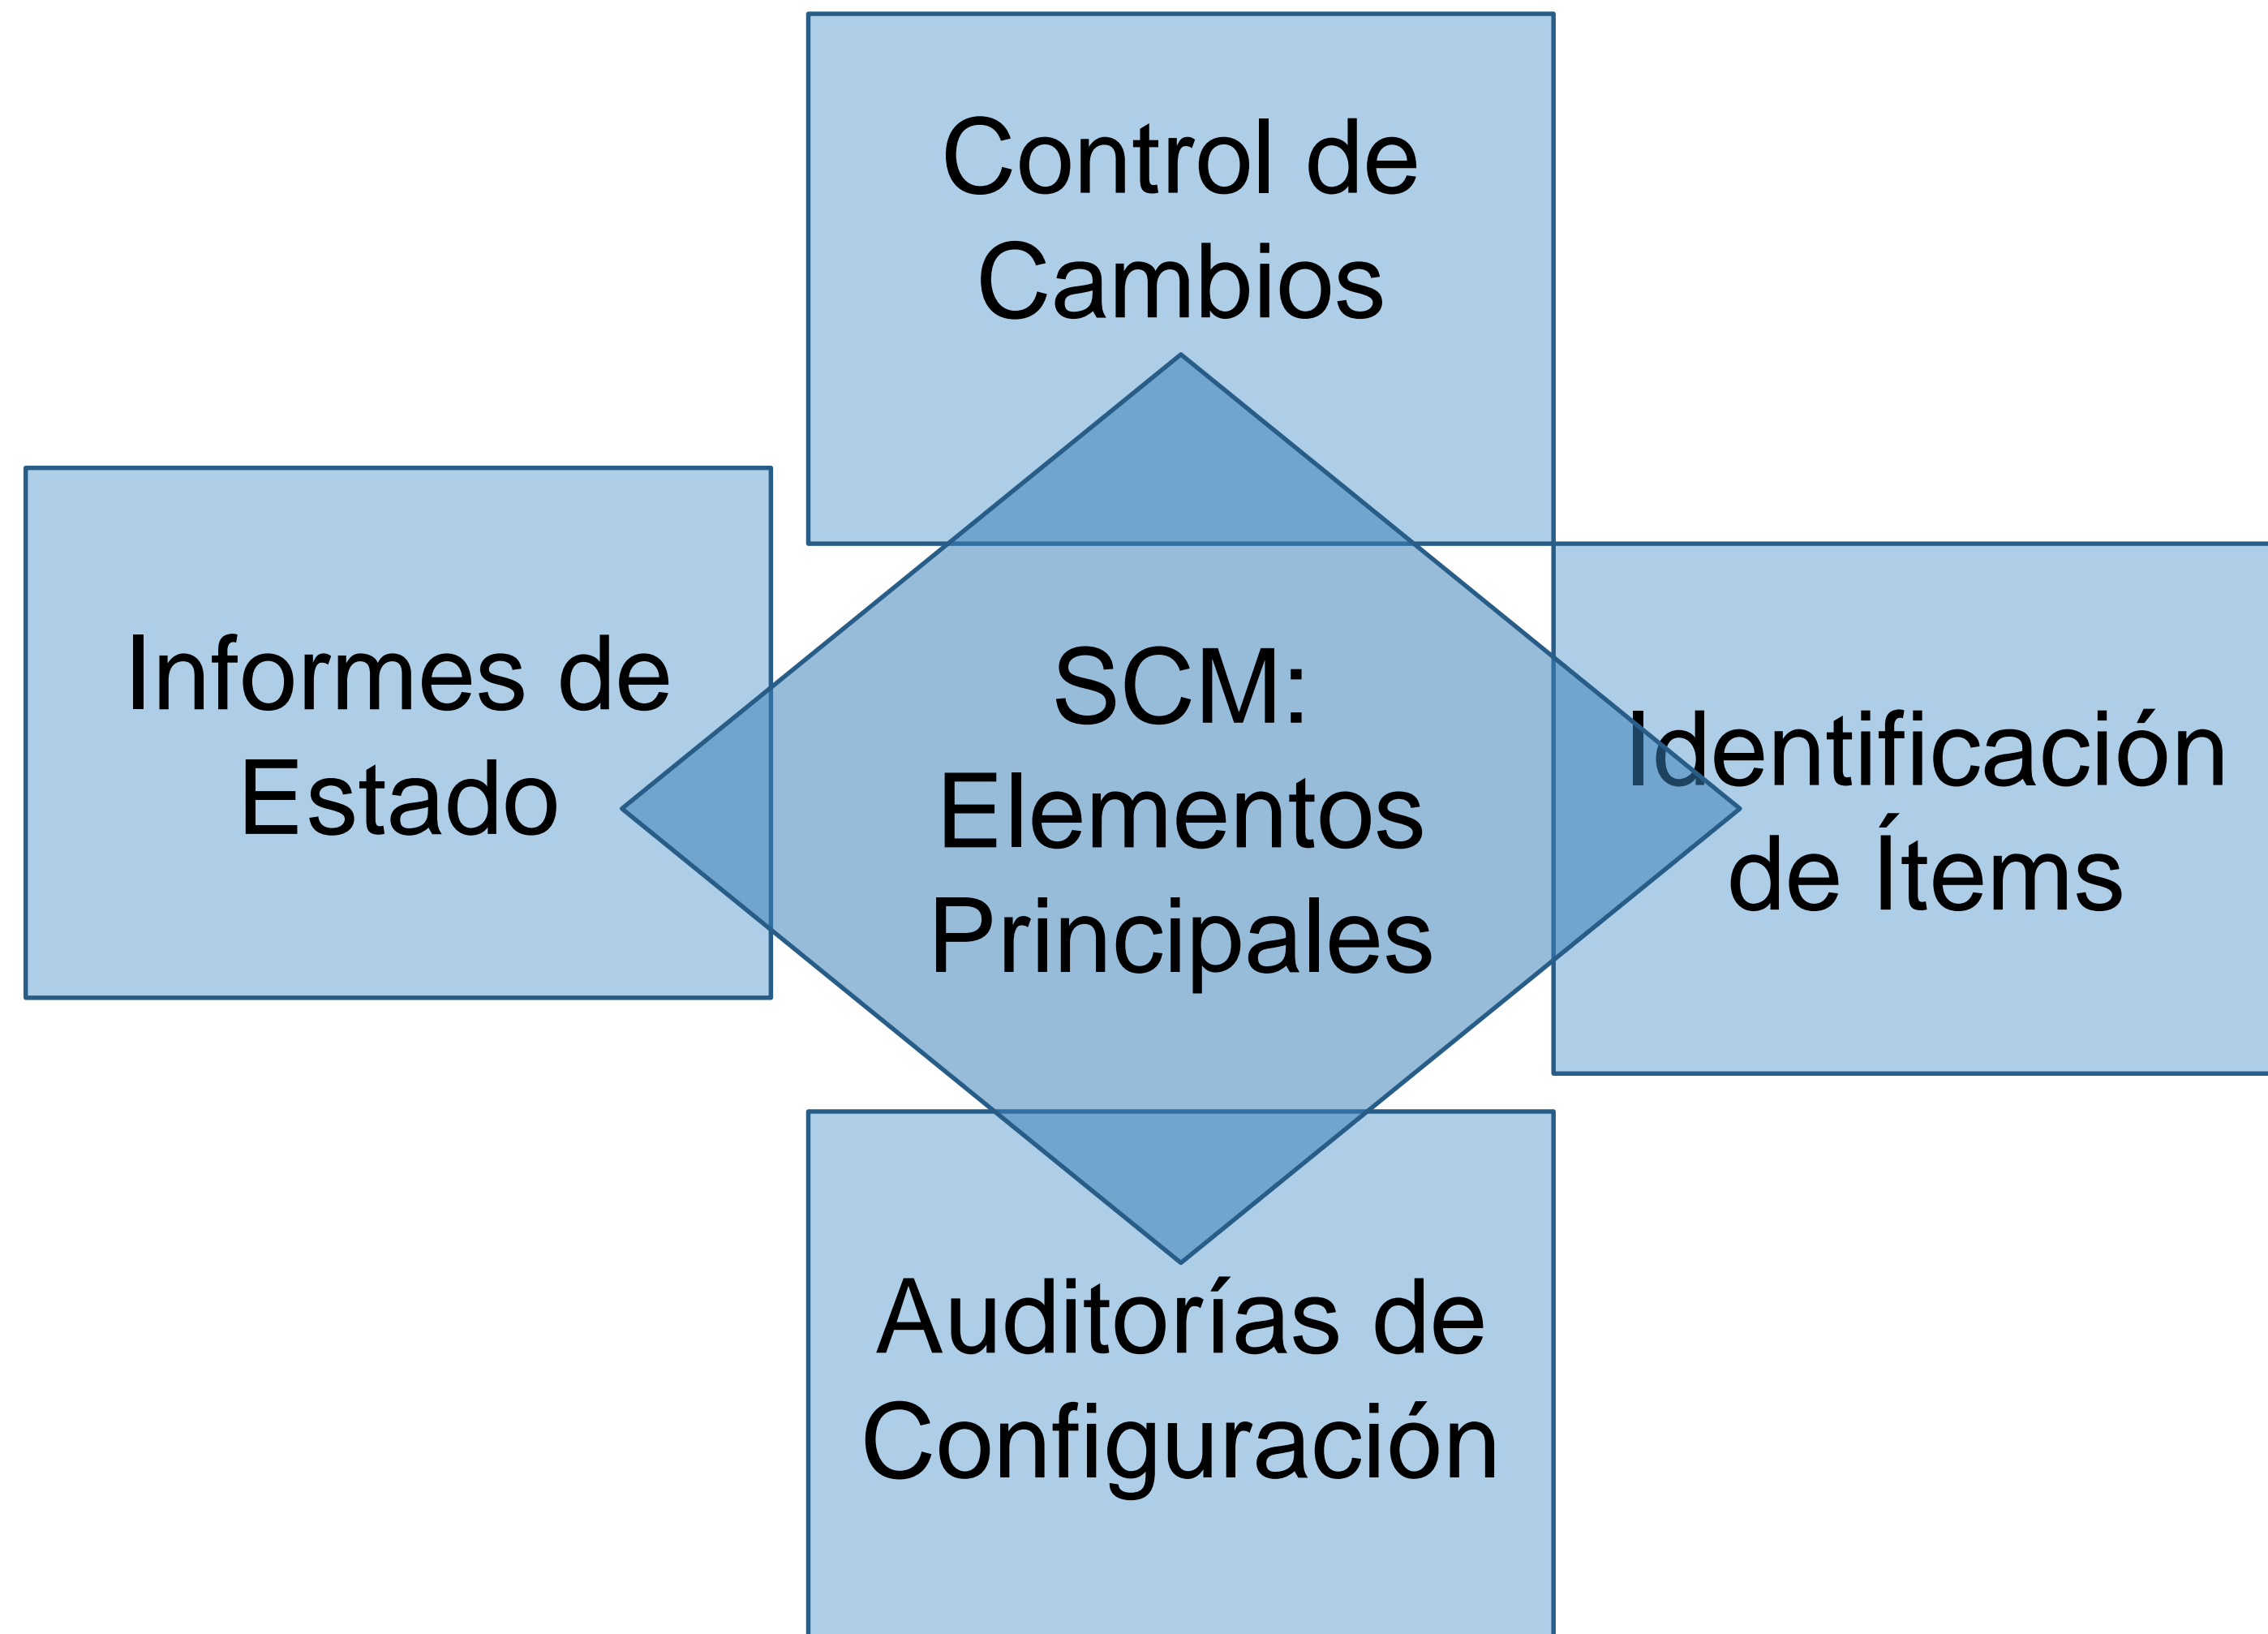 Control de
Cambios
Informes de
Estado
SCM:
Elementos
Principales
Identificación
de Ítems
Auditorías de
Configuración